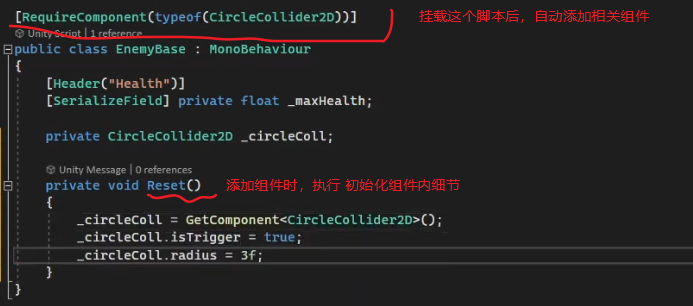 [RequireComponent(typeof(CircleCollider2D))] 挂载这个脚本后，自动添加相关组件
Unity Script | 1 reference
public class EnemyBase : MonoBehaviour
{
[Header("Health")]
[SerializeField] private float _maxHealth;
private CircleCollider2D _circleColl;
Unity Message | 0 references
private void Reset() 添加组件时，执行 初始化组件内细节
{
_circleColl = GetComponent<CircleCollider2D>();
_circleColl.isTrigger = true;
_circleColl.radius = 3f;
}
}